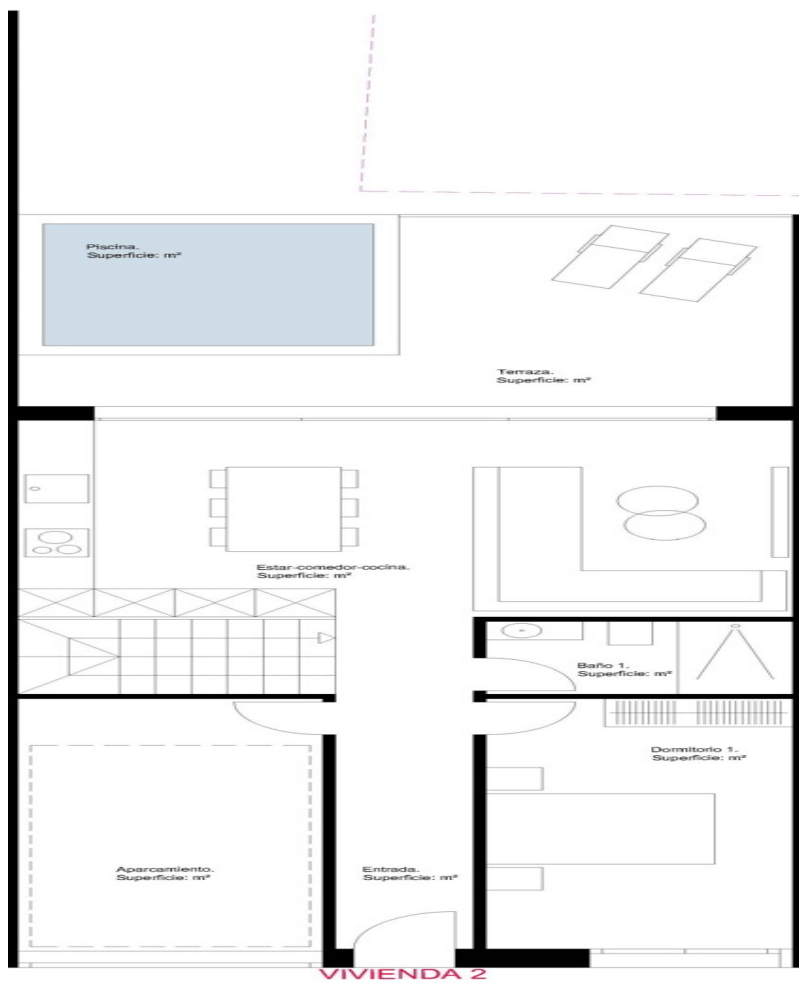 Piscina.
Superficie: m²
Terraza.
Superficie: m²
Estar-comedor-cocina.
Superficie: m²
Baño 1.
Superficie: m²
Dormitorio 1.
Superficie: m²
Aparcamiento.
Superficie: m²
Entrada.
Superficie: m²
VIVIENDA 2